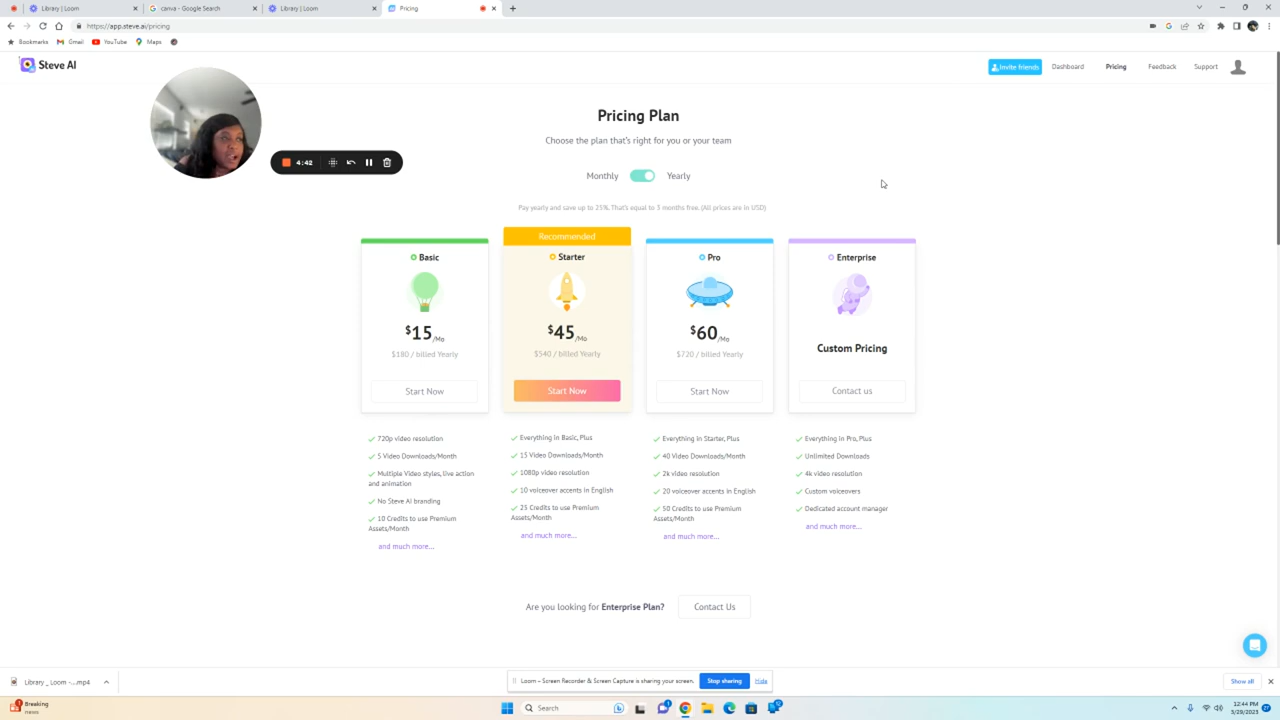 Library | Loom
canva - Google Search
Library | Loom
Pricing
https://app.steve.ai/pricing
Bookmarks
Gmail
YouTube
Maps
Steve AI
Invite friends
Dashboard
Pricing
Feedback
Support
4:42
Pricing Plan
Choose the plan that's right for you or your team
Monthly
Yearly
Pay yearly and save up to 25%. That's equal to 3 months free. (All prices are in USD)
Basic
$15/Mo
$180 / billed Yearly
Start Now
720p video resolution
5 Video Downloads/Month
Multiple Video styles, live action
and animation
No Steve AI branding
10 Credits to use Premium
Assets/Month
and much more...
Recommended
Starter
$45/Mo
$540 / billed Yearly
Start Now
Everything in Basic, Plus
15 Video Downloads/Month
1080p video resolution
10 voiceover accents in English
25 Credits to use Premium
Assets/Month
and much more...
Pro
$60/Mo
$720 / billed Yearly
Start Now
Everything in Starter, Plus
40 Video Downloads/Month
2k video resolution
20 voiceover accents in English
50 Credits to use Premium
Assets/Month
and much more...
Enterprise
Custom Pricing
Contact us
Everything in Pro, Plus
Unlimited Downloads
4k video resolution
Custom voiceovers
Dedicated account manager
and much more...
Are you looking for Enterprise Plan?
Contact Us
Library _ Loom -....mp4
Loom – Screen Recorder & Screen Capture is sharing your screen.
Stop sharing
Hide
Show all
Breaking
news
Search
12:44 PM
3/29/2023